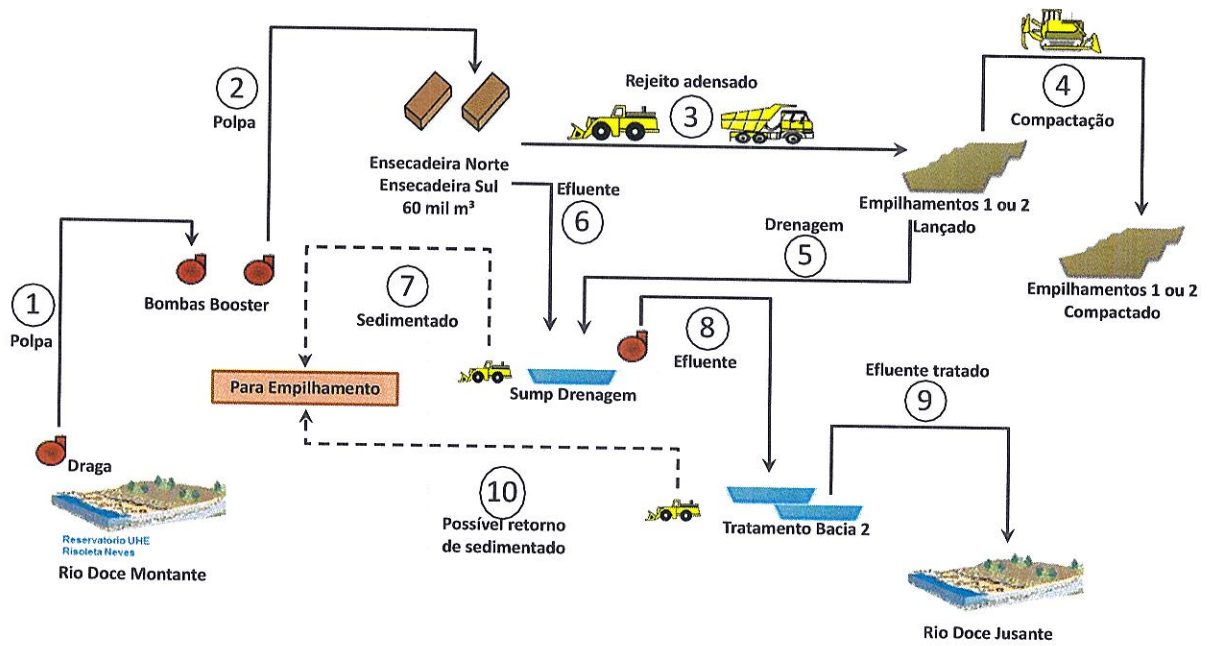 2
Polpa
Rejeito adensado
3
4
Compactação
Ensecadeira Norte
Ensecadeira Sul
60 mil m³
Efluente
6
Empilhamentos 1 ou 2
Lançado
Drenagem
5
Empilhamentos 1 ou 2
Compactado
1
Polpa
Bombas Booster
7
Sedimentado
8
Efluente
Para Empilhamento
Sump Drenagem
Efluente tratado
9
Draga
Reservatório UHE
Risoleta Neves
Rio Doce Montante
10
Possível retorno
de sedimentado
Tratamento Bacia 2
Rio Doce Jusante